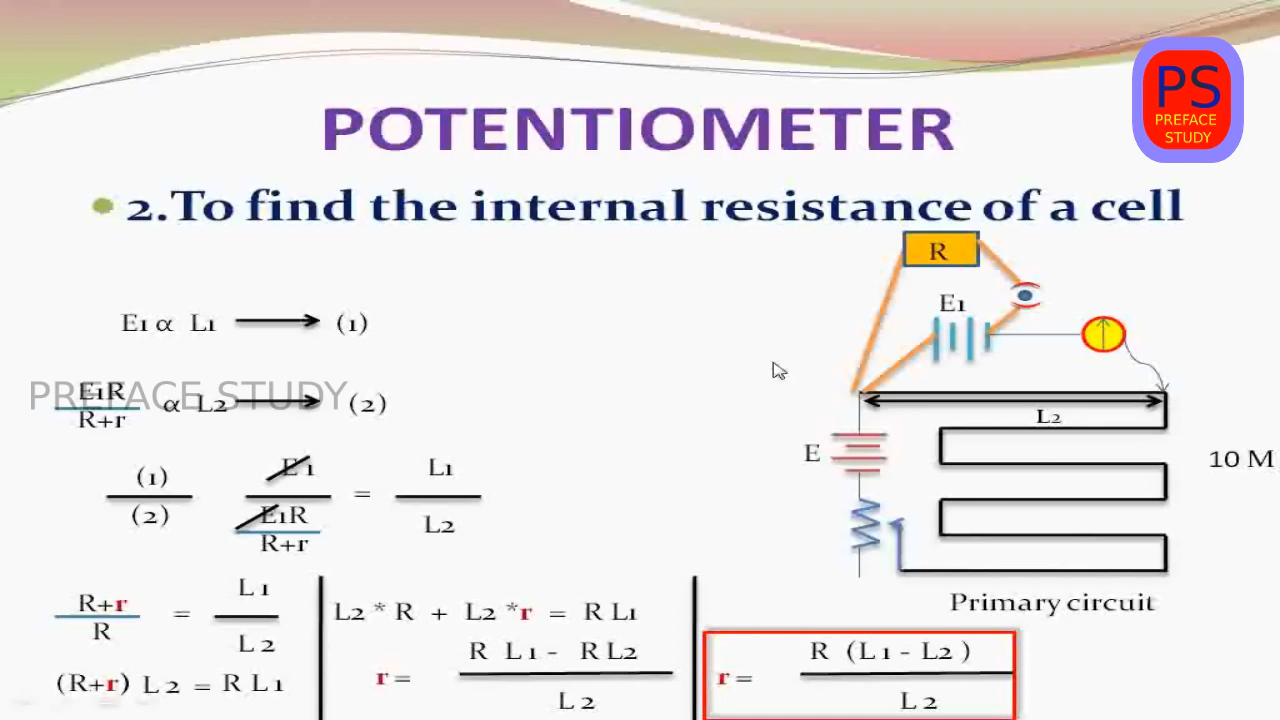 PS
PREFACE
STUDY
POTENTIOMETER
2.To find the internal resistance of a cell
R
E1
E1 α L1 (1)
PREFACE STUDY
E1R
R+r
α L2 (2)
L2
E
10 M
(1)
(2)
E1
E1R
R+r
=
L1
L2
Primary circuit
R+r
R
=
L1
L2
(R+r) L2 = R L1
L2 * R + L2 *r = R L1
r =
R L1 - R L2
L2
r =
R (L1 - L2 )
L2